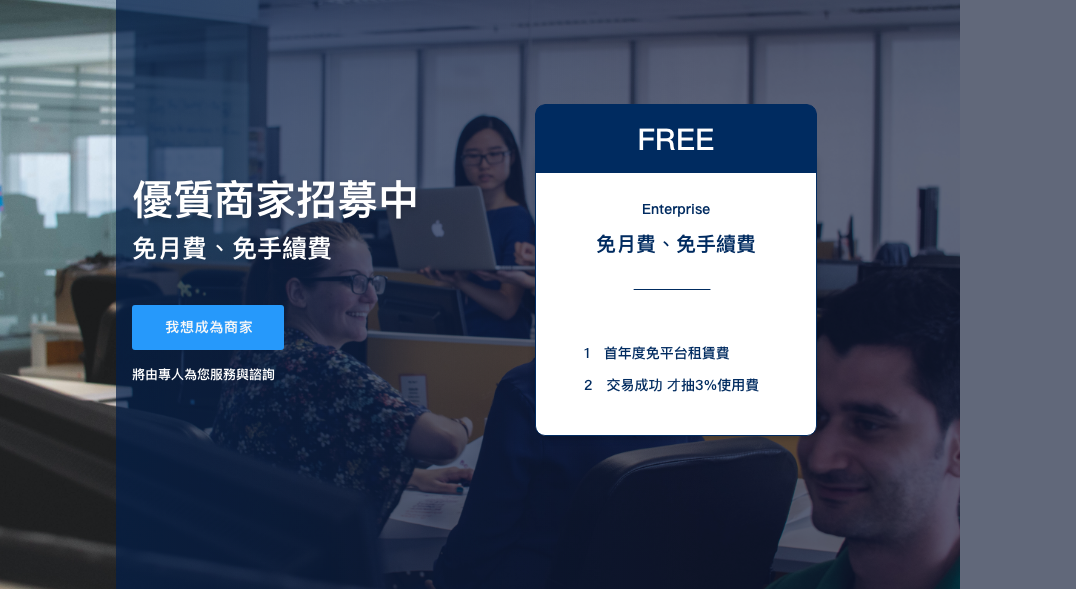 優質商家招募中
免月費、免手續費
我想成為商家
將由專人為您服務與諮詢
FREE
Enterprise
免月費、免手續費
1 首年度免平台租賃費
2 交易成功 才抽3%使用費